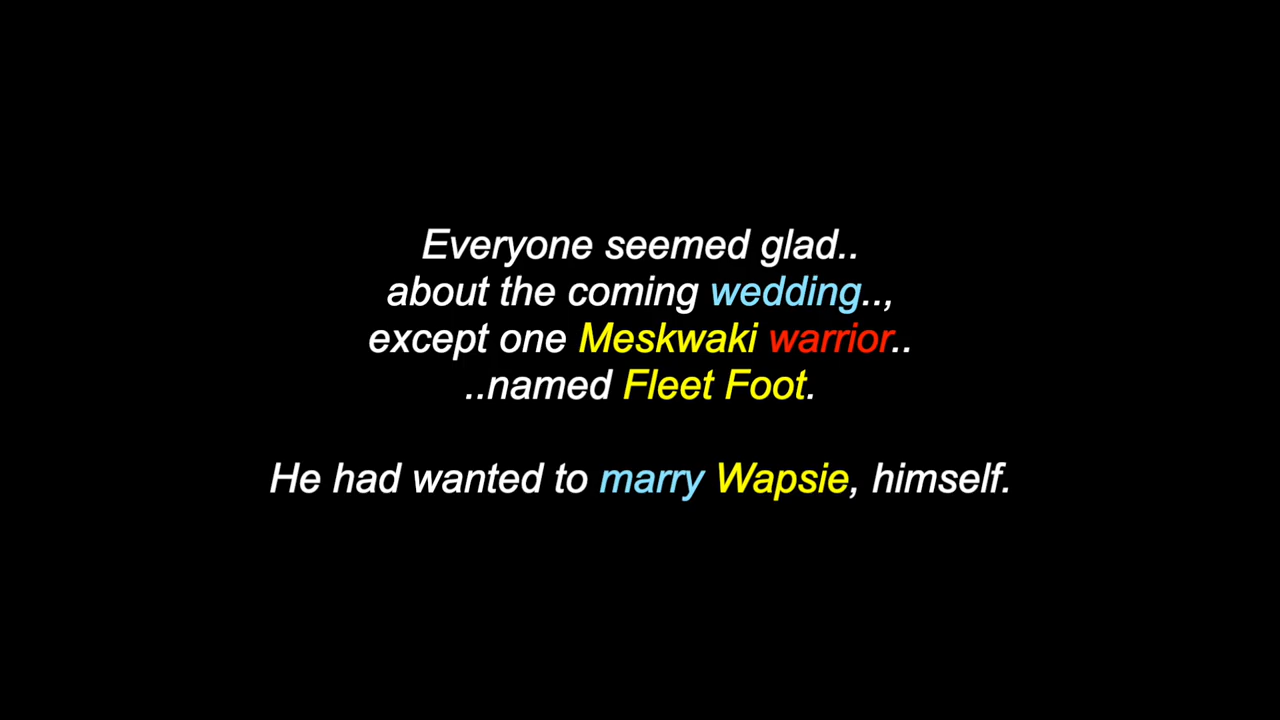 Everyone seemed glad..
about the coming wedding..,
except one Meskwaki warrior..
..named Fleet Foot.
He had wanted to marry Wapsie, himself.